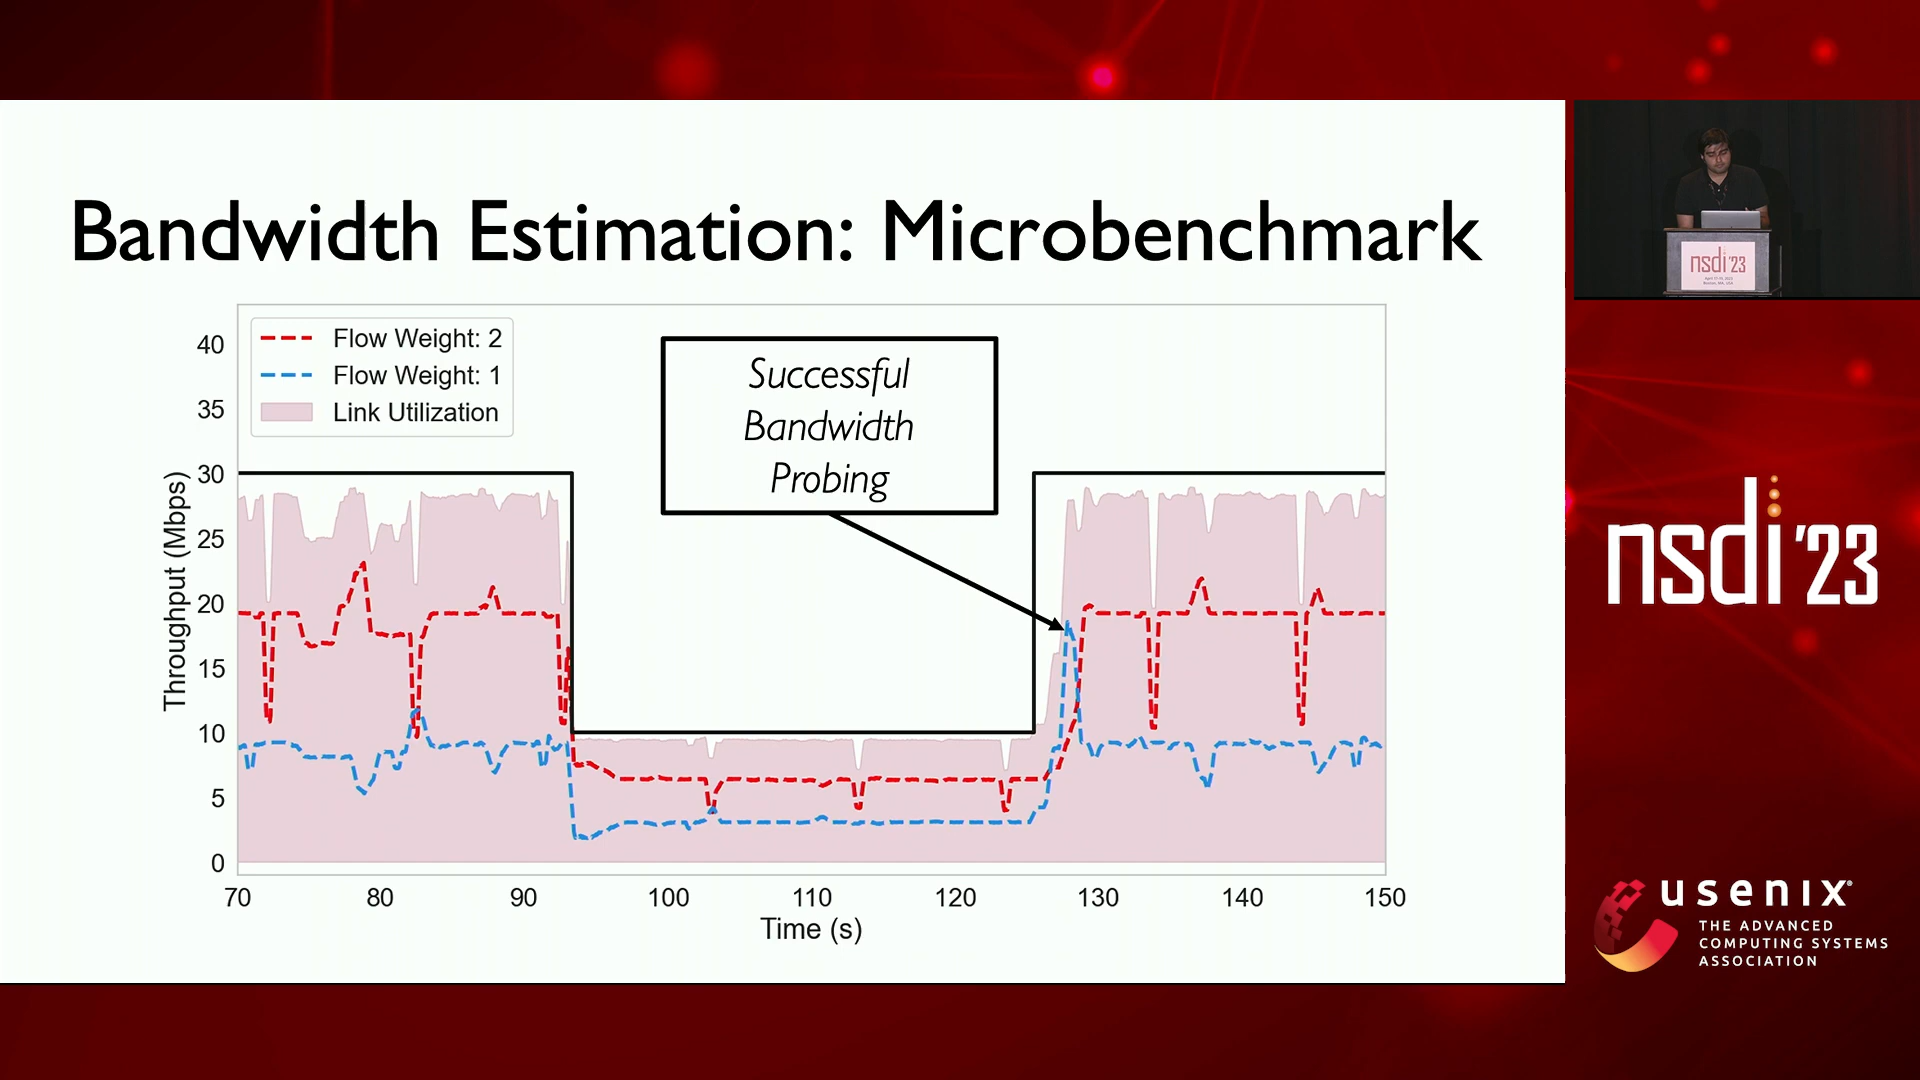 Bandwidth Estimation: Microbenchmark
Flow Weight: 2
Flow Weight: 1
Link Utilization
Successful
Bandwidth
Probing
Throughput (Mbps)
40
35
30
25
20
15
10
5
0
70 80 90 100 110 120 130 140 150
Time (s)
nsdi '23
nsdi '23
usenix
THE ADVANCED
COMPUTING SYSTEMS
ASSOCIATION